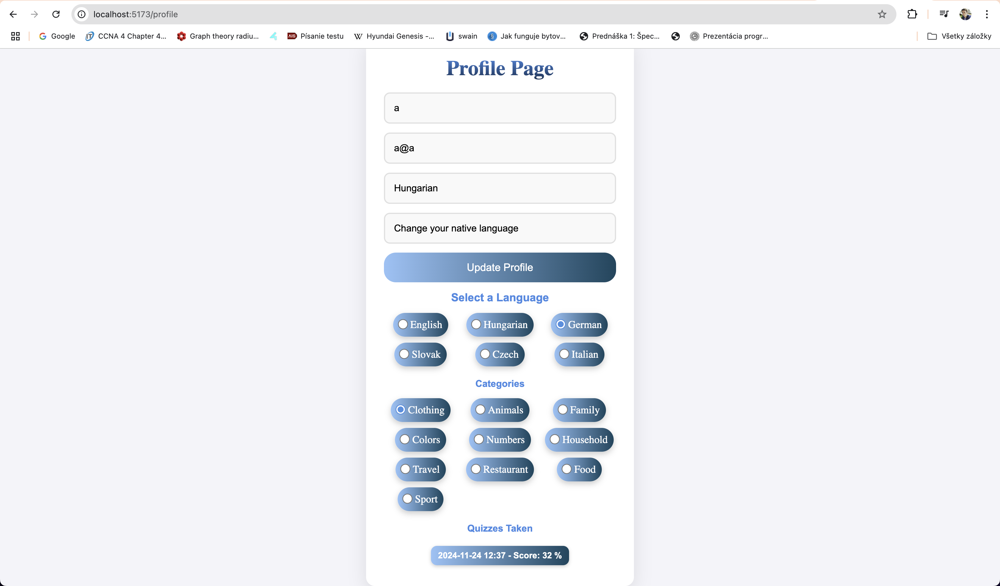 localhost:5173/profile
Google CCNA 4 Chapter 4... Graph theory radiu... AIS Písanie testu W Hyundai Genesis -... swain Jak funguje bytov... Prednáška 1: Špec... Prezentácia progr... Všetky záložky
Profile Page
a
a@a
Hungarian
Change your native language
Update Profile
Select a Language
English Hungarian German
Slovak Czech Italian
Categories
Clothing Animals Family
Colors Numbers Household
Travel Restaurant Food
Sport
Quizzes Taken
2024-11-24 12:37 - Score: 32 %